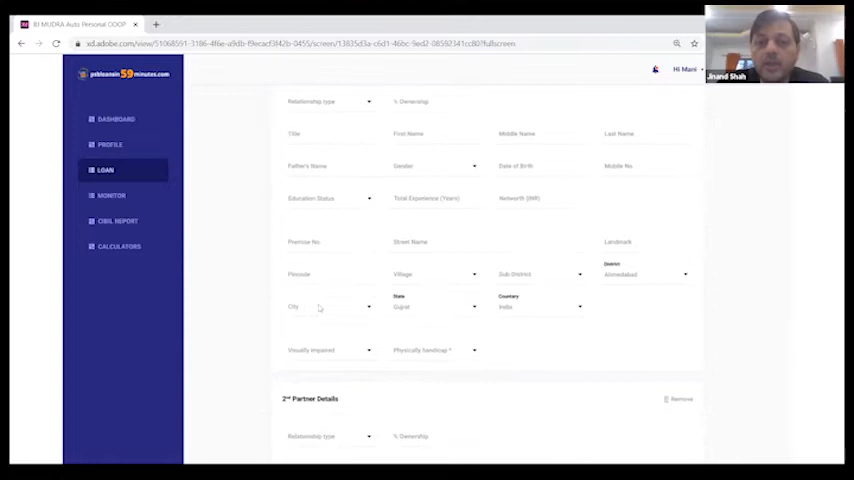 BI MUDRA Auto Personal COOP
xd.adobe.com/view/51068591-3186-4f6e-a9db-f9ecacf3f42b-0455/screen/13835d3a-c6d1-46bc-9ed2-08592341cc80?fullscreen
psbloansin59minutes.com
Hi Mani
Jinand Shah
DASHBOARD
PROFILE
LOAN
MONITOR
CIBIL REPORT
CALCULATORS
Relationship type % Ownership
Title First Name Middle Name Last Name
Father's Name Gender Date of Birth Mobile No
Education Status Total Experience (Years) Networth (INR)
Premise No. Street Name Landmark
District
Pincode Village Sub District Ahmedabad
State Country
City Gujrat India
Visually Impaired Physically handicap *
2nd Partner Details Remove
Relationship type % Ownership